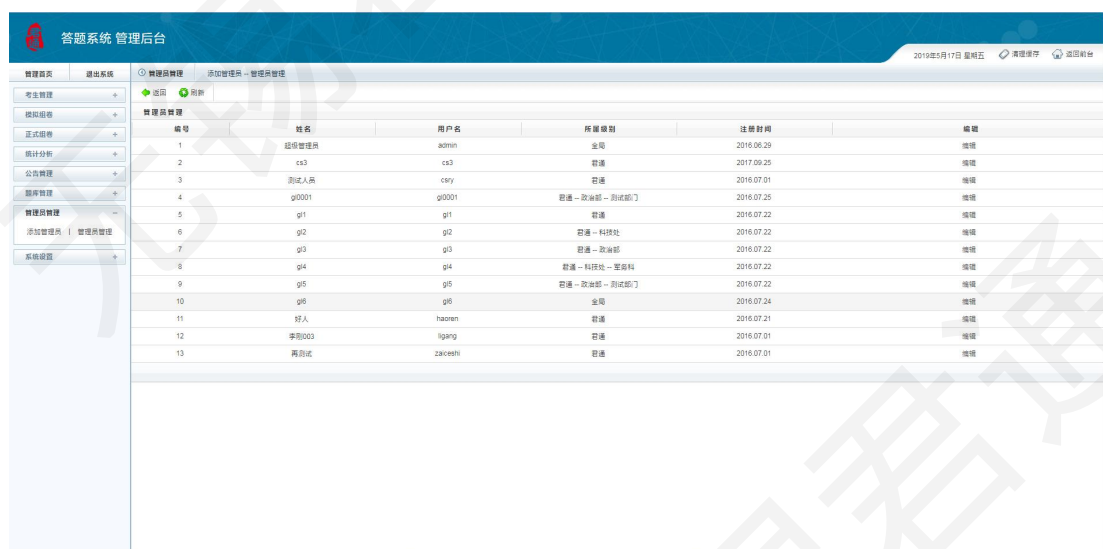 答题系统 管理后台
2019年5月17日 星期五 清理缓存 返回前台
管理首页 退出系统 管理员管理 添加管理员 -- 管理员管理
考生管理 +
返回 刷新
模拟组卷 +
管理员管理
正式组卷 +
编号 姓名 用户名 所属级别 注册时间 编辑
统计分析 +
公告管理 +
题库管理 +
管理员管理 −
添加管理员 | 管理员管理
系统设置 +
1 超级管理员 admin 全局 2016.06.29 编辑
2 cs3 cs3 君通 2017.09.25 编辑
3 测试人员 csry 君通 2016.07.01 编辑
4 gl0001 gl0001 君通 -- 政治部 -- 测试部门 2016.07.25 编辑
5 gl1 gl1 君通 2016.07.22 编辑
6 gl2 gl2 君通 -- 科技处 2016.07.22 编辑
7 gl3 gl3 君通 -- 政治部 2016.07.22 编辑
8 gl4 gl4 君通 -- 科技处 -- 军务科 2016.07.22 编辑
9 gl5 gl5 君通 -- 政治部 -- 测试部门 2016.07.22 编辑
10 gl6 gl6 全局 2016.07.24 编辑
11 好人 haoren 君通 2016.07.21 编辑
12 李刚003 ligang 君通 2016.07.01 编辑
13 再测试 zaiceshi 君通 2016.07.01 编辑
无锡君通